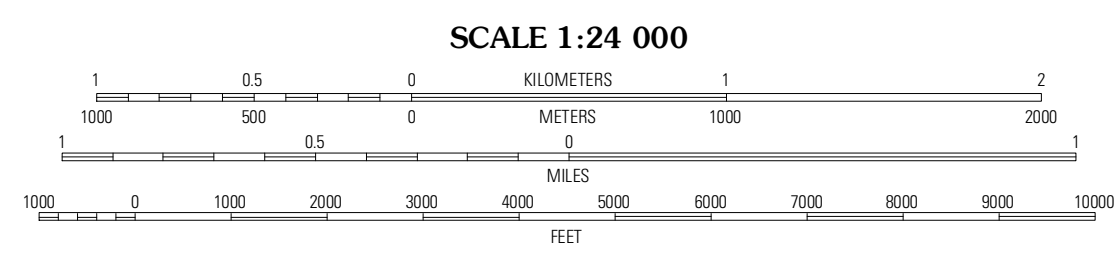 SCALE 1:24 000
1 0.5 0 KILOMETERS 1 2
1000 500 0 METERS 1000 2000
1 0.5 0 1
MILES
1000 0 1000 2000 3000 4000 5000 6000 7000 8000 9000 10000
FEET